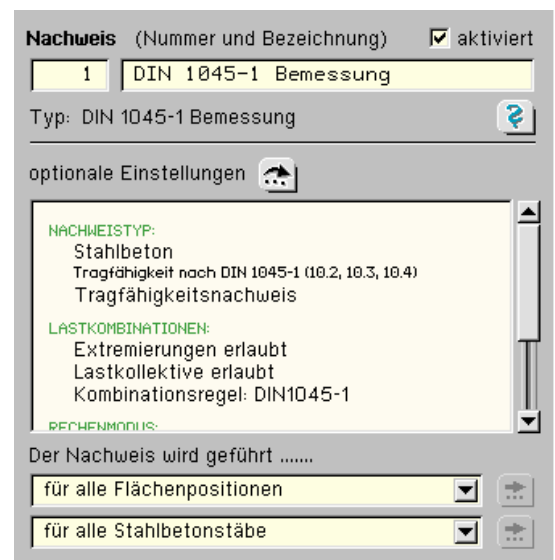 Nachweis (Nummer und Bezeichnung) aktiviert
1 DIN 1045-1 Bemessung
Typ: DIN 1045-1 Bemessung
optionale Einstellungen
NACHWEISTYP:
Stahlbeton
Tragfähigkeit nach DIN 1045-1 (10.2, 10.3, 10.4)
Tragfähigkeitsnachweis
LASTKOMBINATIONEN:
Extremierungen erlaubt
Lastkollektive erlaubt
Kombinationsregel: DIN1045-1
RECHENMODUS:
Der Nachweis wird geführt .......
für alle Flächenpositionen
für alle Stahlbetonstäbe